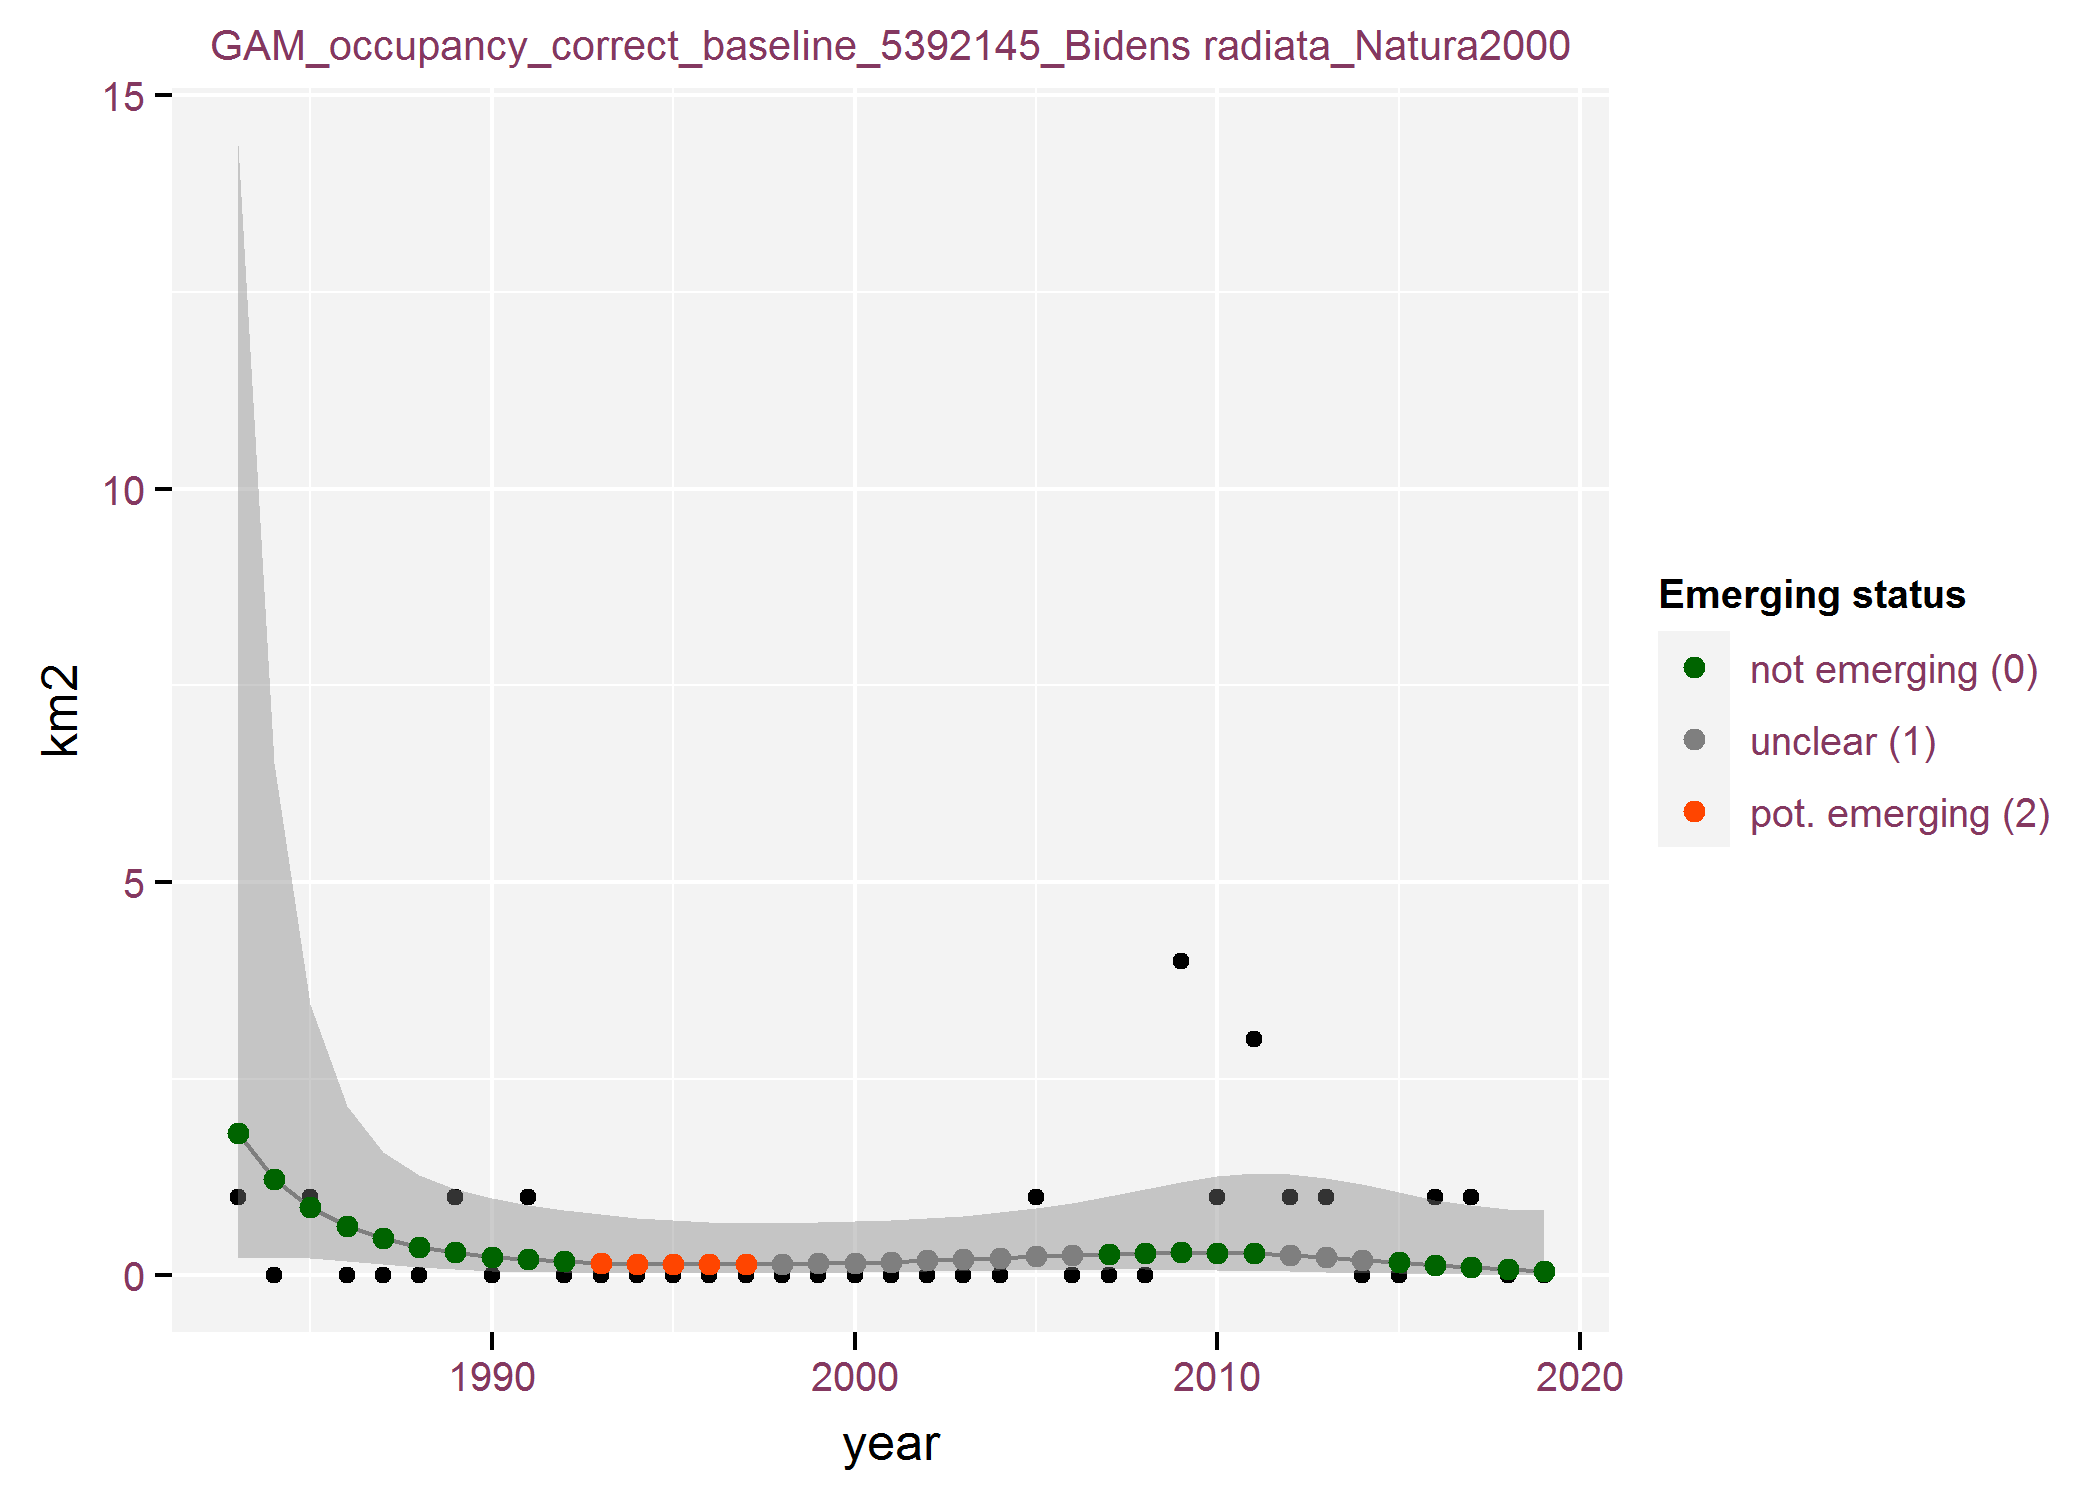 GAM_occupancy_correct_baseline_5392145_Bidens radiata_Natura2000
15
10
5
0
km2
1990
2000
2010
2020
year
Emerging status
not emerging (0)
unclear (1)
pot. emerging (2)